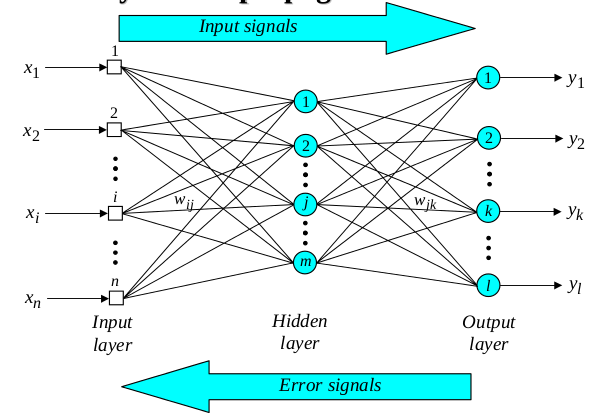 Input signals
1
x1
1
1
y1
2
x2
2
2
y2
i
xi
wij
j
wjk
k
yk
m
n
xn
l
yl
Input
layer
Hidden
layer
Output
layer
Error signals